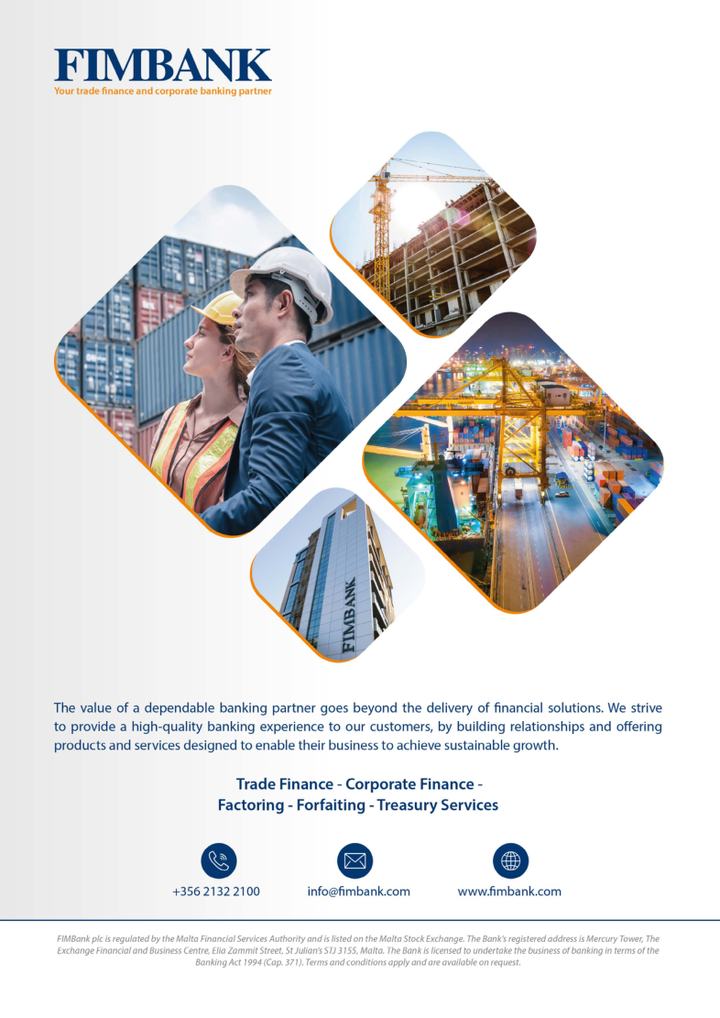 FIMBANK
Your trade finance and corporate banking partner
FIMBANK
The value of a dependable banking partner goes beyond the delivery of financial solutions. We strive
to provide a high-quality banking experience to our customers, by building relationships and offering
products and services designed to enable their business to achieve sustainable growth.
Trade Finance - Corporate Finance -
Factoring - Forfaiting - Treasury Services
+356 2132 2100
info@fimbank.com
www.fimbank.com
FIMBank plc is regulated by the Malta Financial Services Authority and is listed on the Malta Stock Exchange. The Bank's registered address is Mercury Tower, The
Exchange Financial and Business Centre, Elia Zammit Street, St Julian's STJ 3155, Malta. The Bank is licensed to undertake the business of banking in terms of the
Banking Act 1994 (Cap. 371). Terms and conditions apply and are available on request.